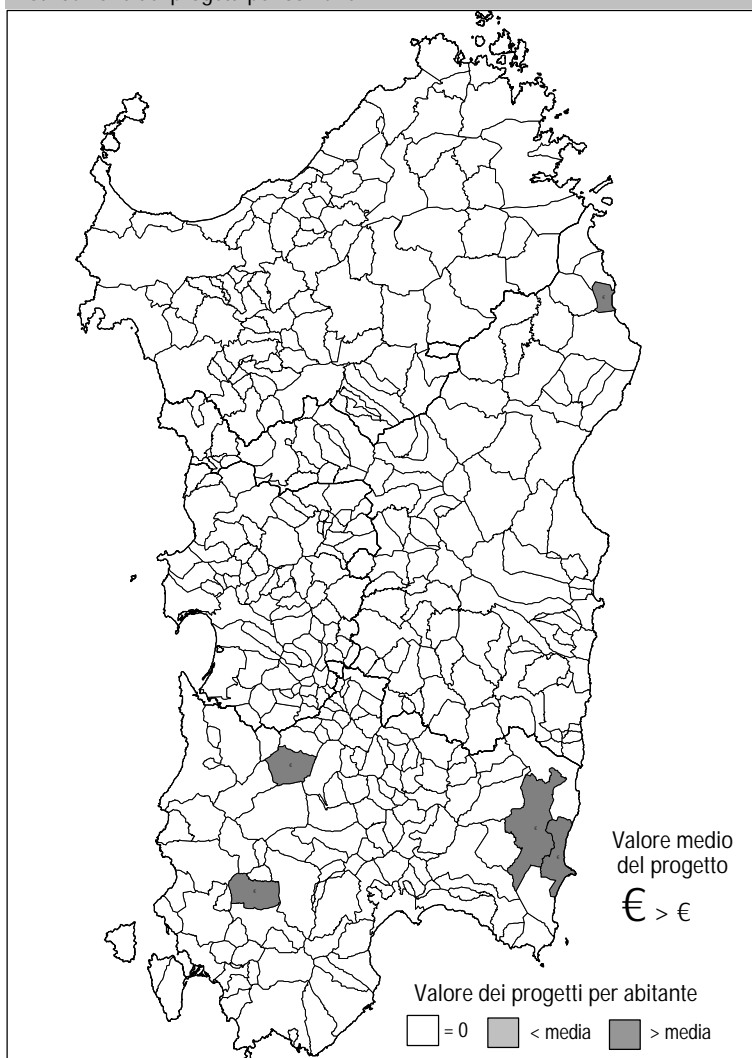 Valore medio
del progetto
€ > €
Valore dei progetti per abitante
= 0 < media > media